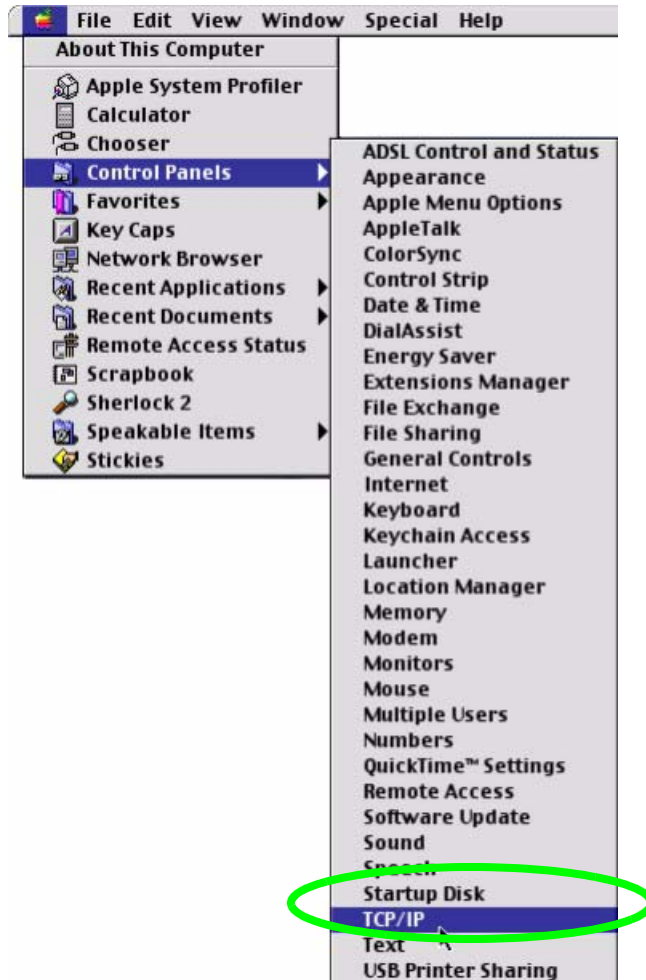 File Edit View Window Special Help
About This Computer
Apple System Profiler
Calculator
Chooser
Control Panels
Favorites
Key Caps
Network Browser
Recent Applications
Recent Documents
Remote Access Status
Scrapbook
Sherlock 2
Speakable Items
Stickies
ADSL Control and Status
Appearance
Apple Menu Options
AppleTalk
ColorSync
Control Strip
Date & Time
DialAssist
Energy Saver
Extensions Manager
File Exchange
File Sharing
General Controls
Internet
Keyboard
Keychain Access
Launcher
Location Manager
Memory
Modem
Monitors
Mouse
Multiple Users
Numbers
QuickTime™ Settings
Remote Access
Software Update
Sound
Speech
Startup Disk
TCP/IP
Text
USB Printer Sharing